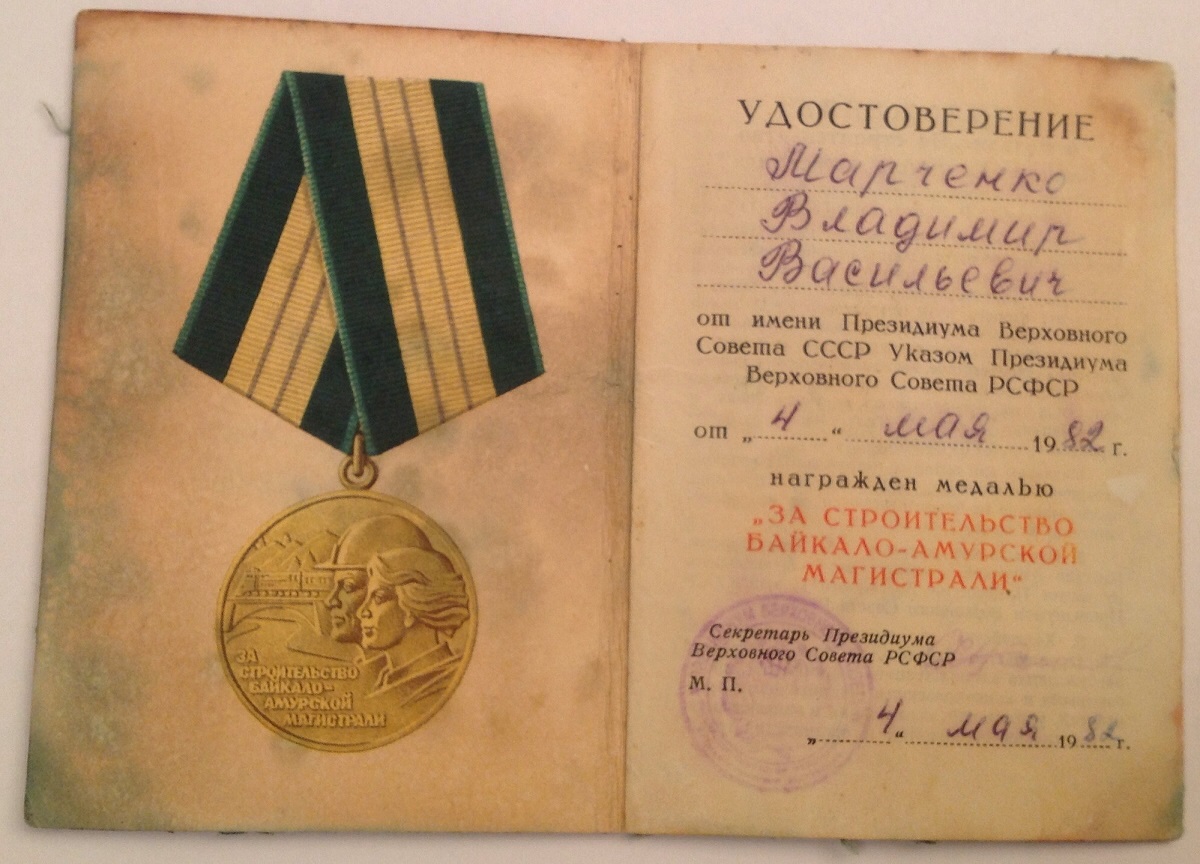 ЗА
СТРОИТЕЛЬСТВО
БАЙКАЛО-
АМУРСКОЙ
МАГИСТРАЛИ
УДОСТОВЕРЕНИЕ
Марченко
Владимир
Васильевич
от имени Президиума Верховного
Совета СССР Указом Президиума
Верховного Совета РСФСР
от „ 4 “ мая 1982 г.
награжден медалью
„ЗА СТРОИТЕЛЬСТВО
БАЙКАЛО-АМУРСКОЙ
МАГИСТРАЛИ“
Секретарь Президиума
Верховного Совета РСФСР
М. П.
„ 4 “ мая 1982 г.